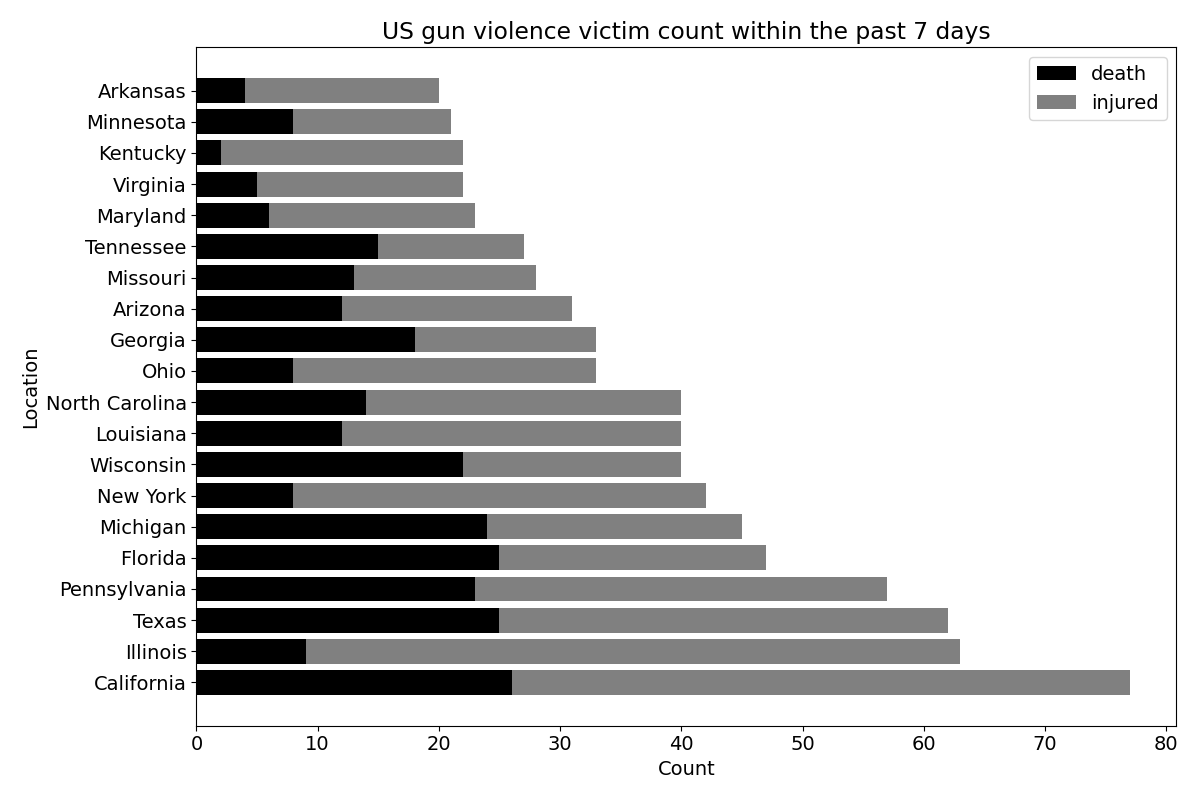 US gun violence victim count within the past 7 days
death
injured
Arkansas
Minnesota
Kentucky
Virginia
Maryland
Tennessee
Missouri
Arizona
Georgia
Ohio
North Carolina
Louisiana
Wisconsin
New York
Michigan
Florida
Pennsylvania
Texas
Illinois
California
Location
0 10 20 30 40 50 60 70 80
Count